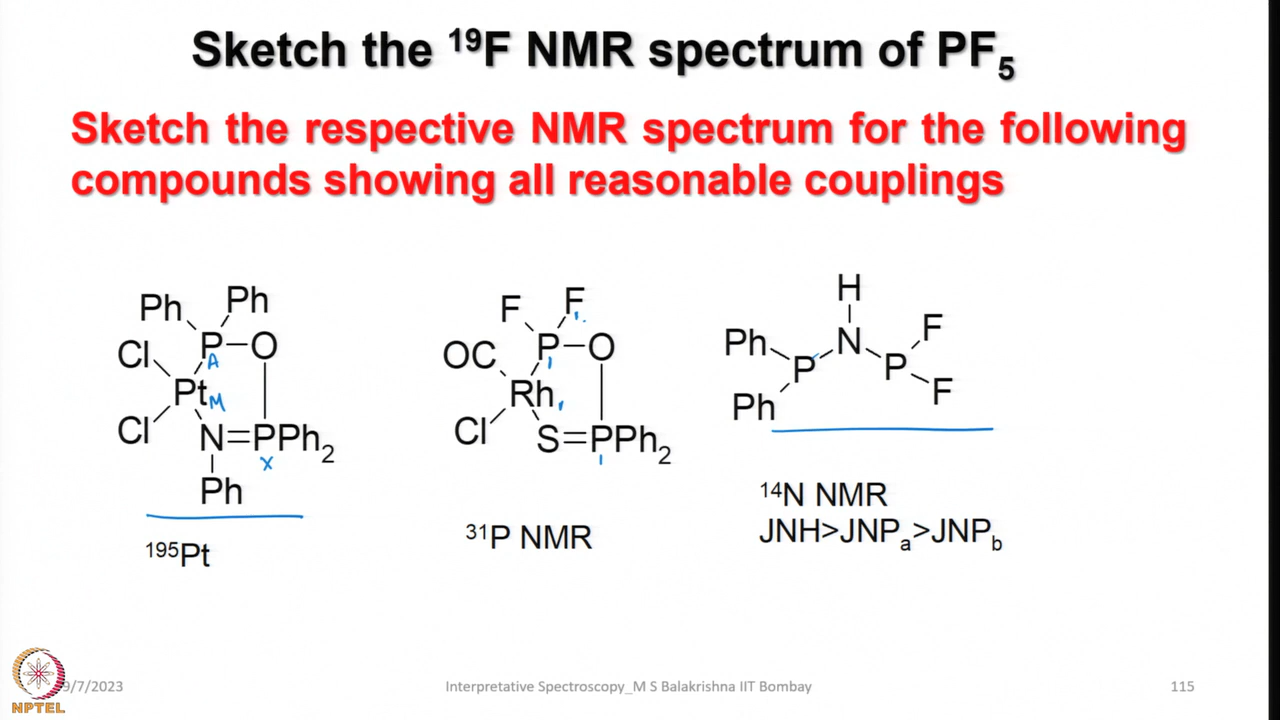 Sketch the ¹⁹F NMR spectrum of PF₅
Sketch the respective NMR spectrum for the following
compounds showing all reasonable couplings
Ph Ph
Cl P–O
A
Pt M
Cl N=PPh₂
X
Ph
¹⁹⁵Pt
F F
OC P–O
Rh
Cl S=PPh₂
³¹P NMR
H
Ph N F
P P
Ph F
¹⁴N NMR
JNH>JNPₐ>JNP_b
9/7/2023
Interpretative Spectroscopy_M S Balakrishna IIT Bombay
115
NPTEL